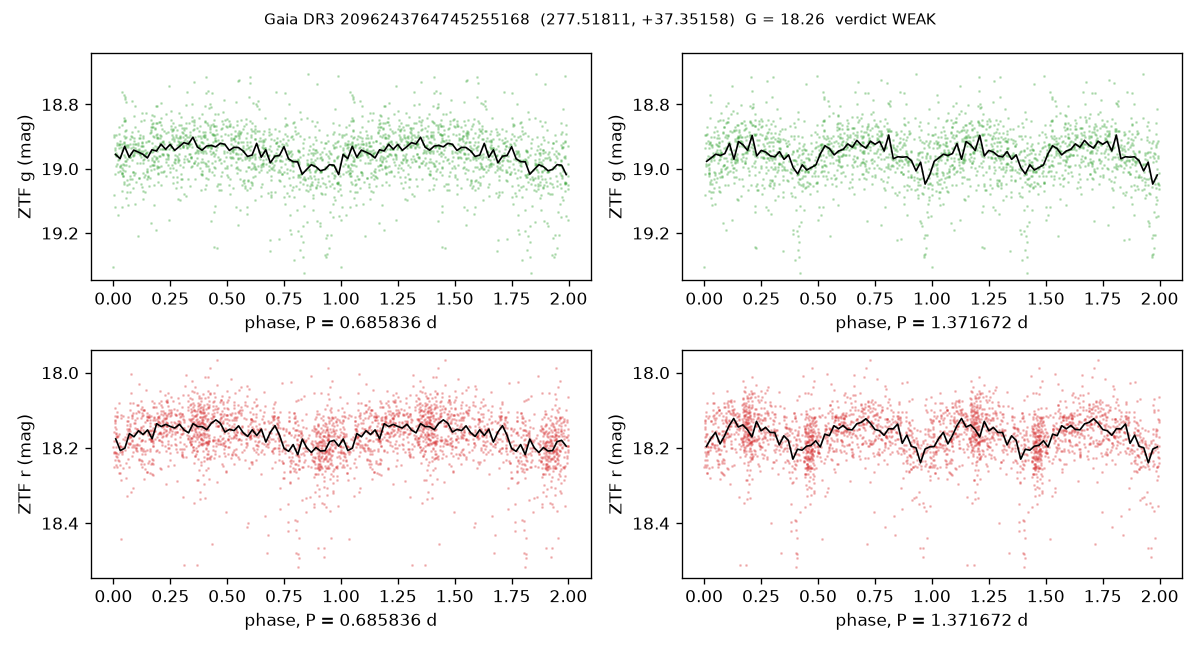 Gaia DR3 2096243764745255168 (277.51811, +37.35158) G = 18.26 verdict WEAK
ZTF g (mag)
18.8
19.0
19.2
0.00 0.25 0.50 0.75 1.00 1.25 1.50 1.75 2.00
phase, P = 0.685836 d
ZTF g (mag)
18.8
19.0
19.2
0.00 0.25 0.50 0.75 1.00 1.25 1.50 1.75 2.00
phase, P = 1.371672 d
ZTF r (mag)
18.0
18.2
18.4
0.00 0.25 0.50 0.75 1.00 1.25 1.50 1.75 2.00
phase, P = 0.685836 d
ZTF r (mag)
18.0
18.2
18.4
0.00 0.25 0.50 0.75 1.00 1.25 1.50 1.75 2.00
phase, P = 1.371672 d